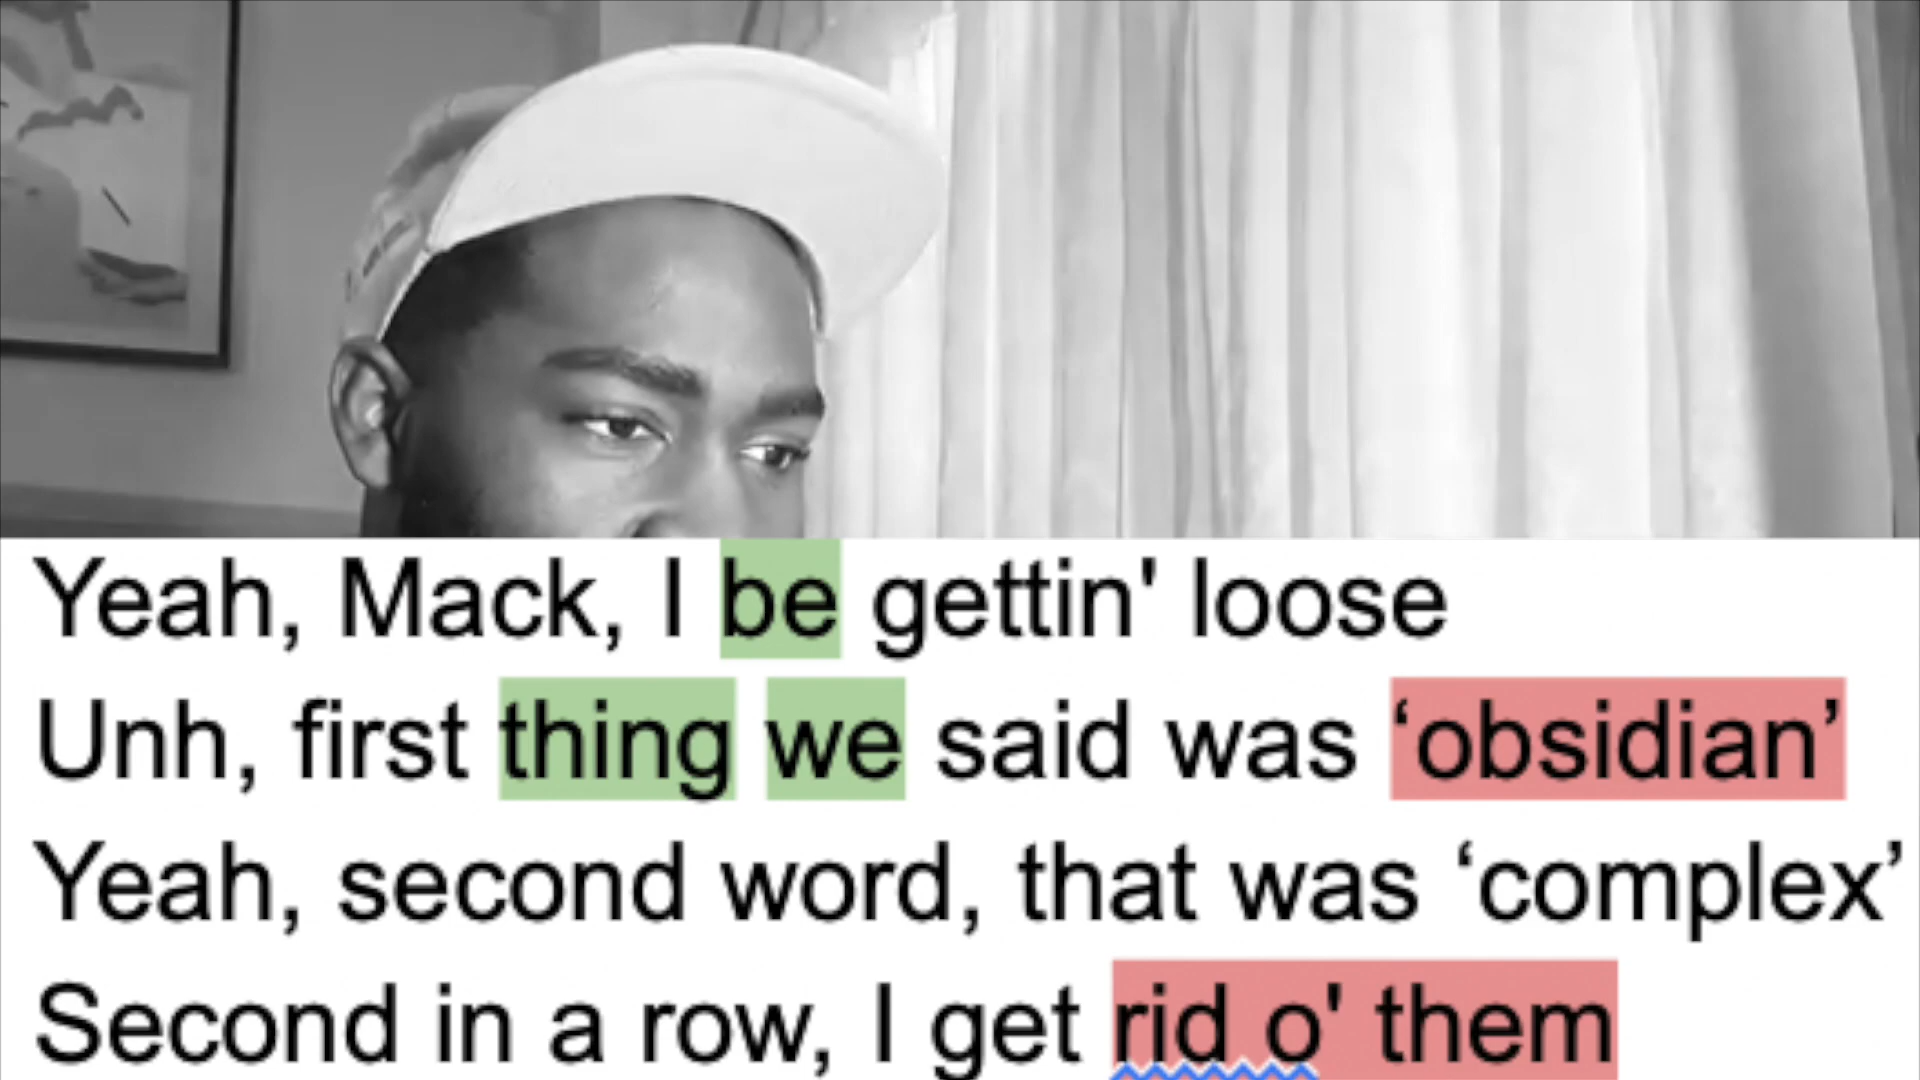 Yeah, Mack, I be gettin' loose
Unh, first thing we said was ‘obsidian’
Yeah, second word, that was ‘complex’
Second in a row, I get rid o' them